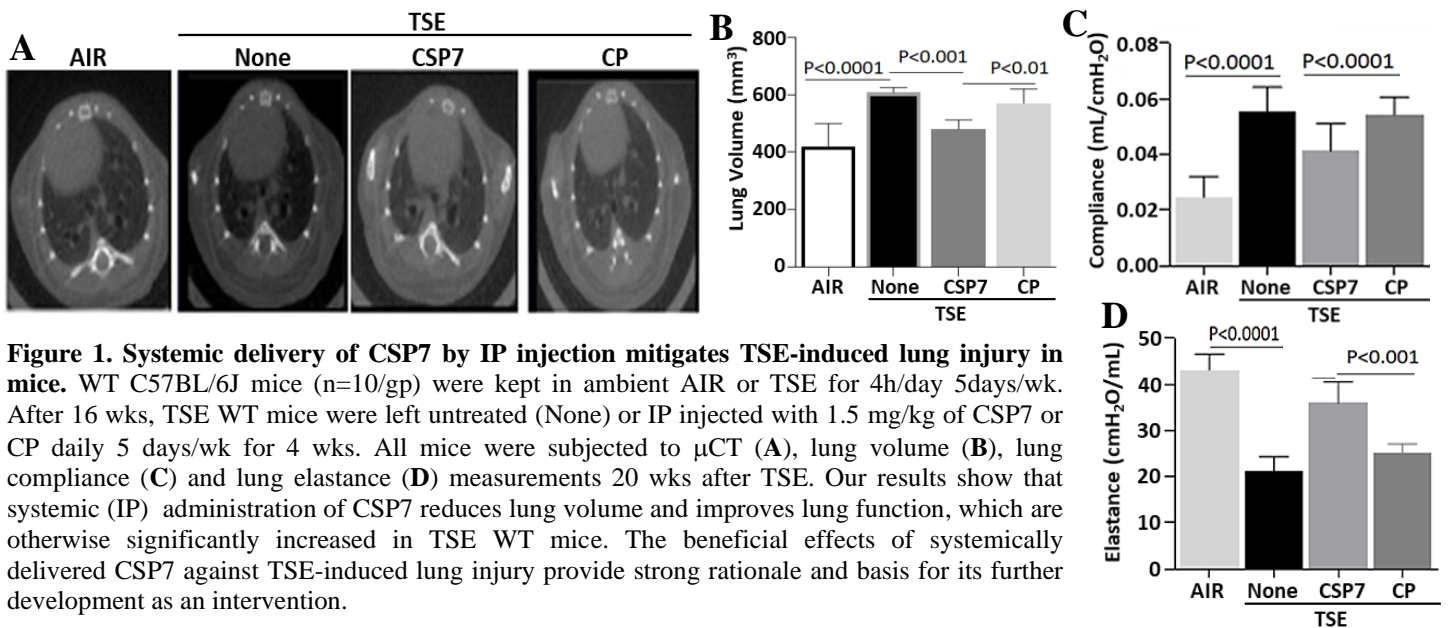 TSE
A
AIR
None
CSP7
CP
B
Lung Volume (mm³)
800
600
400
200
0
P<0.0001
P<0.001
P<0.01
AIR
None
CSP7
CP
TSE
C
Compliance (mL/cmH₂O)
0.08
0.06
0.04
0.02
0.00
P<0.0001
P<0.0001
AIR
None
CSP7
CP
TSE
D
Elastance (cmH₂O/mL)
50
40
30
20
10
0
P<0.0001
P<0.001
AIR
None
CSP7
CP
TSE
Figure 1. Systemic delivery of CSP7 by IP injection mitigates TSE-induced lung injury in
mice. WT C57BL/6J mice (n=10/gp) were kept in ambient AIR or TSE for 4h/day 5days/wk.
After 16 wks, TSE WT mice were left untreated (None) or IP injected with 1.5 mg/kg of CSP7 or
CP daily 5 days/wk for 4 wks. All mice were subjected to µCT (A), lung volume (B), lung
compliance (C) and lung elastance (D) measurements 20 wks after TSE. Our results show that
systemic (IP) administration of CSP7 reduces lung volume and improves lung function, which are
otherwise significantly increased in TSE WT mice. The beneficial effects of systemically
delivered CSP7 against TSE-induced lung injury provide strong rationale and basis for its further
development as an intervention.